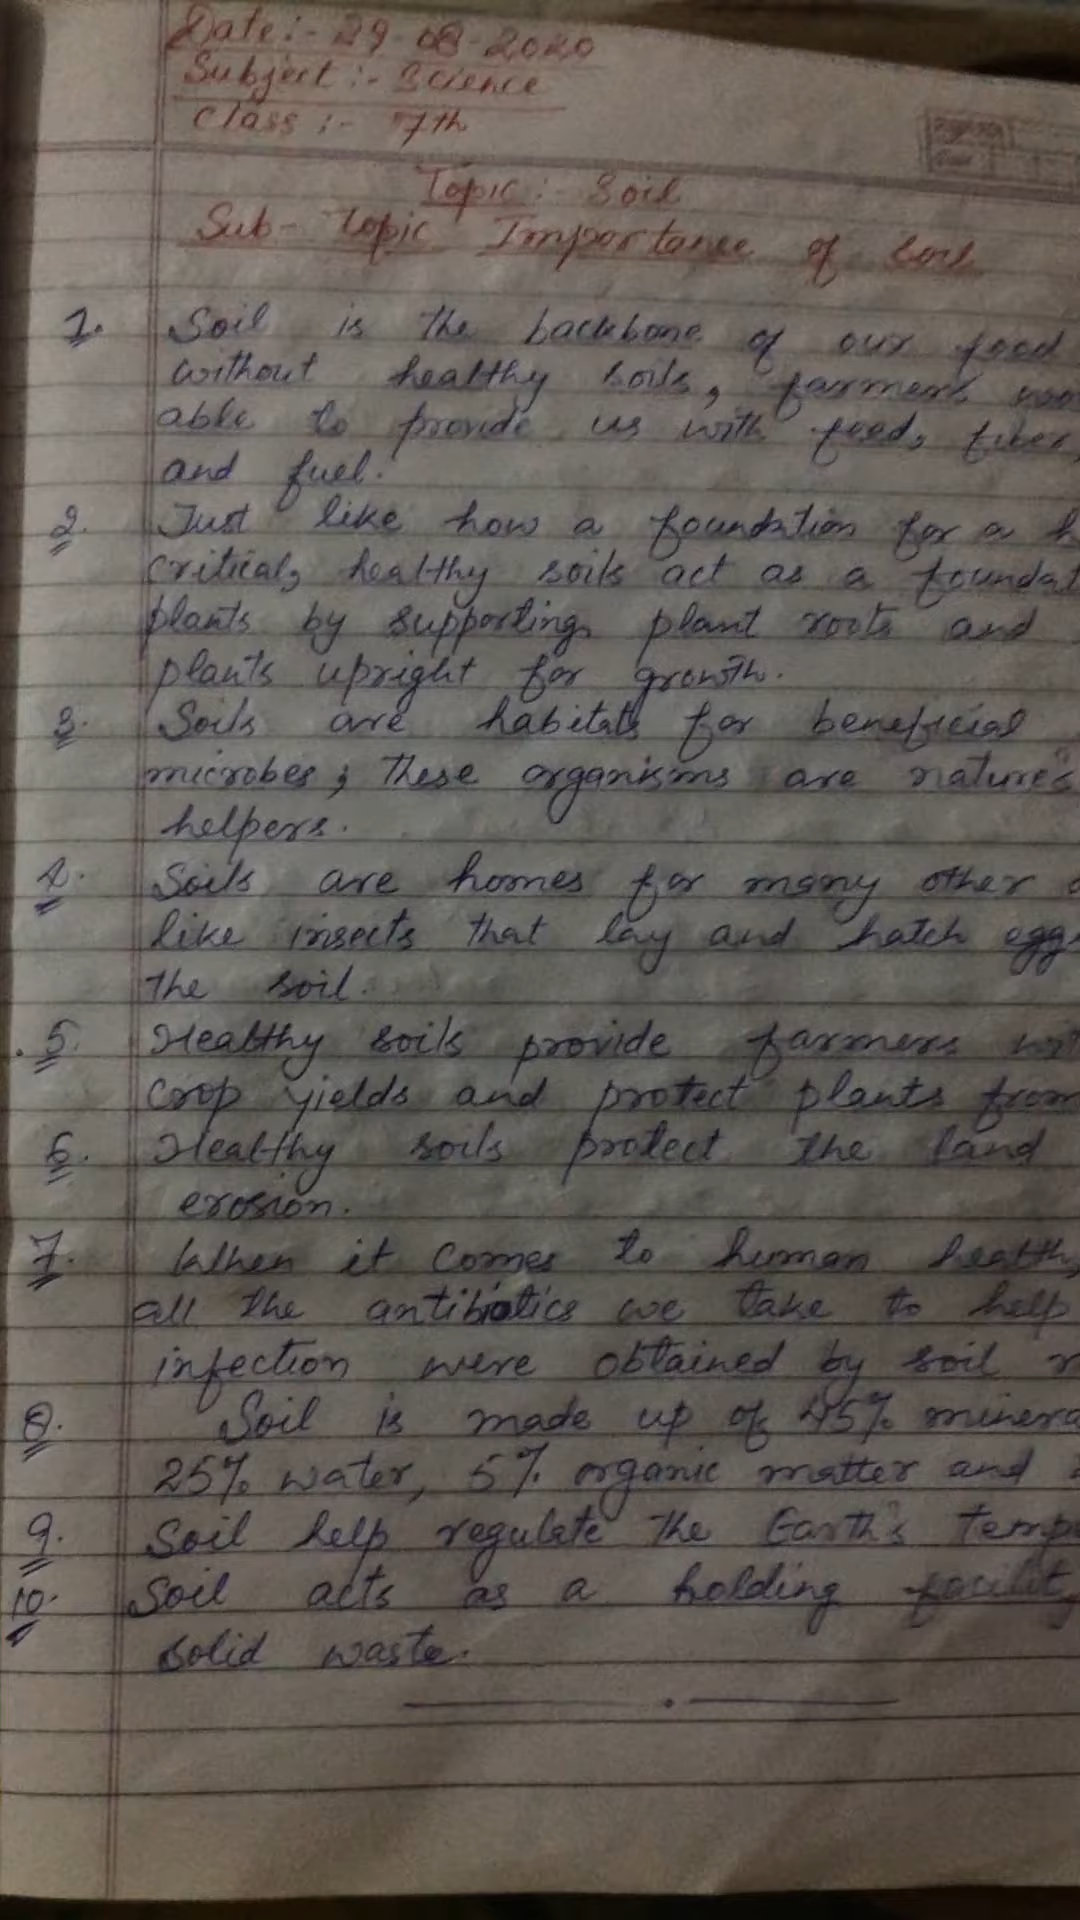 Date:- 29-08-2020
Subject:- Science
Class:- 7th
Topic:- Soil
Sub-Topic Importance of Soil
1. Soil is the backbone of our food
without healthy soils, farmers
able to provide us with food, fiber,
and fuel.
2. Just like how a foundation for a
critical, healthy soils act as a foundat
plants by supporting plant roots and
plants upright for growth.
3. Soils are habitats for beneficial
microbes; these organisms are nature's
helpers.
4. Soils are homes for many other
like insects that lay and hatch eggs
the soil.
5. Healthy soils provide farmers
crop yields and protect plants from
6. Healthy soils protect the land
erosion.
7. When it comes to human health,
all the antibiotics we take to help
infection were obtained by soil
8. Soil is made up of 45% minera
25% water, 5% organic matter and
9. Soil help regulate the Earth's temp
10. Soil acts as a holding facility
solid waste.